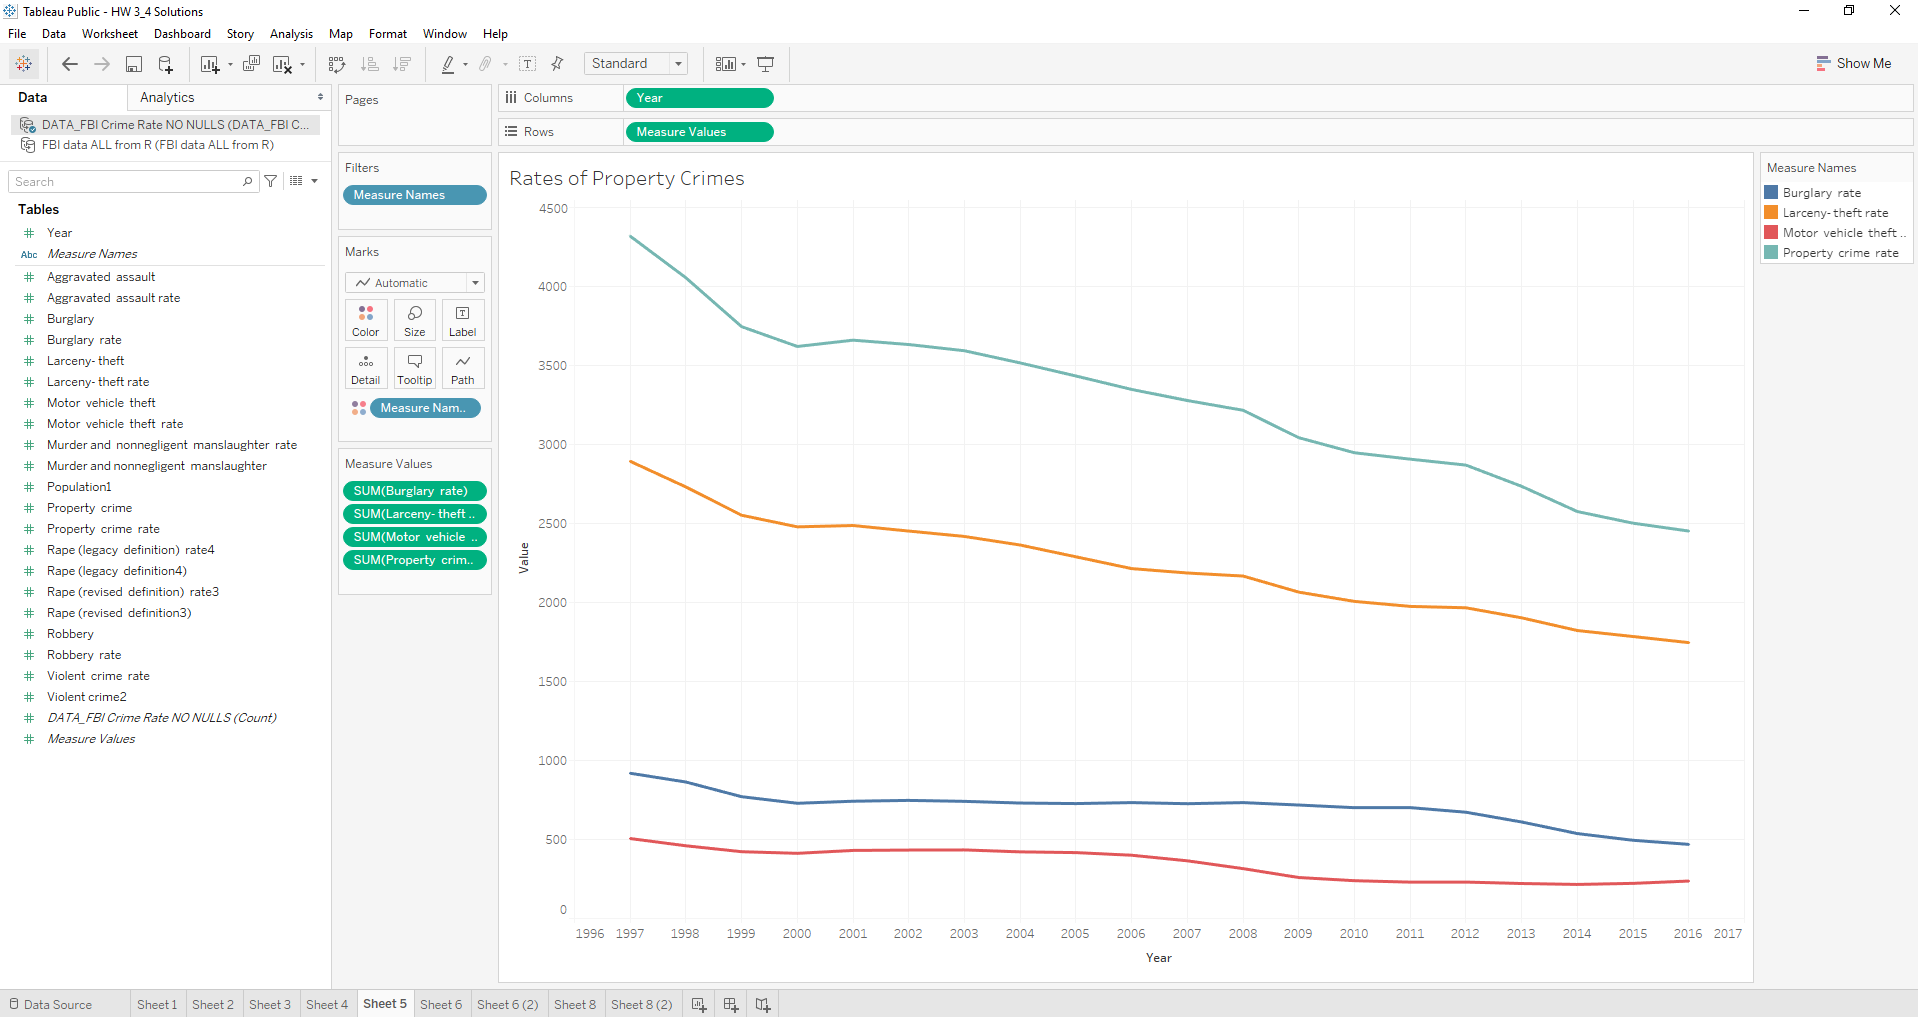 Tableau Public - HW 3_4 Solutions
File Data Worksheet Dashboard Story Analysis Map Format Window Help
Standard
Show Me
Data Analytics
DATA_FBI Crime Rate NO NULLS (DATA_FBI C...
FBI data ALL from R (FBI data ALL from R)
Search
Tables
Year
Abc Measure Names
Aggravated assault
Aggravated assault rate
Burglary
Burglary rate
Larceny- theft
Larceny- theft rate
Motor vehicle theft
Motor vehicle theft rate
Murder and nonnegligent manslaughter rate
Murder and nonnegligent manslaughter
Population1
Property crime
Property crime rate
Rape (legacy definition) rate4
Rape (legacy definition4)
Rape (revised definition) rate3
Rape (revised definition3)
Robbery
Robbery rate
Violent crime rate
Violent crime2
DATA_FBI Crime Rate NO NULLS (Count)
Measure Values
Pages
Filters
Measure Names
Marks
Automatic
Color Size Label
Detail Tooltip Path
Measure Nam..
Measure Values
SUM(Burglary rate)
SUM(Larceny- theft ..
SUM(Motor vehicle ..
SUM(Property crim..
Columns Year
Rows Measure Values
Rates of Property Crimes
4500
4000
3500
3000
2500
2000
1500
1000
500
0
Value
1996 1997 1998 1999 2000 2001 2002 2003 2004 2005 2006 2007 2008 2009 2010 2011 2012 2013 2014 2015 2016 2017
Year
Measure Names
Burglary rate
Larceny- theft rate
Motor vehicle theft ..
Property crime rate
Data Source Sheet 1 Sheet 2 Sheet 3 Sheet 4 Sheet 5 Sheet 6 Sheet 6 (2) Sheet 8 Sheet 8 (2)